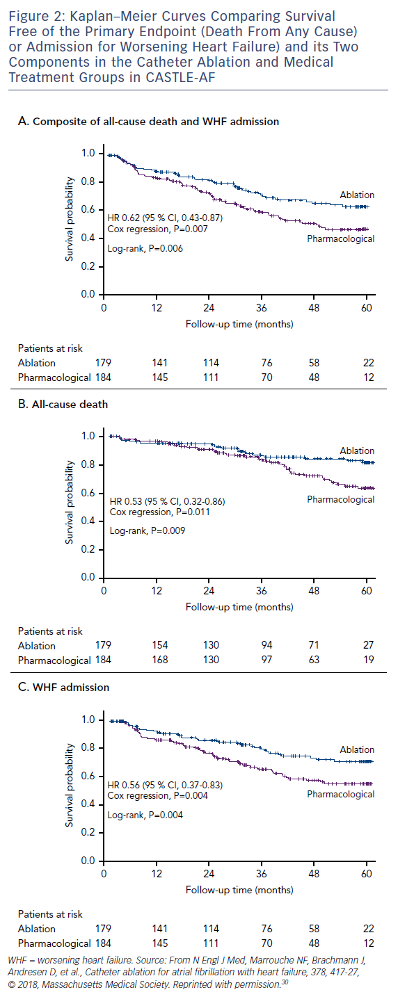 Figure 2: Kaplan–Meier Curves Comparing Survival
Free of the Primary Endpoint (Death From Any Cause)
or Admission for Worsening Heart Failure) and its Two
Components in the Catheter Ablation and Medical
Treatment Groups in CASTLE-AF
A. Composite of all-cause death and WHF admission
Survival probability
1.0
0.8
0.6
0.4
0.2
0.0
Ablation
Pharmacological
HR 0.62 (95 % CI, 0.43-0.87)
Cox regression, P=0.007
Log-rank, P=0.006
0 12 24 36 48 60
Follow-up time (months)
Patients at risk
Ablation 179 141 114 76 58 22
Pharmacological 184 145 111 70 48 12
B. All-cause death
Survival probability
1.0
0.8
0.6
0.4
0.2
0.0
Ablation
Pharmacological
HR 0.53 (95 % CI, 0.32-0.86)
Cox regression, P=0.011
Log-rank, P=0.009
0 12 24 36 48 60
Follow-up time (months)
Patients at risk
Ablation 179 154 130 94 71 27
Pharmacological 184 168 130 97 63 19
C. WHF admission
Survival probability
1.0
0.8
0.6
0.4
0.2
0.0
Ablation
Pharmacological
HR 0.56 (95 % CI, 0.37-0.83)
Cox regression, P=0.004
Log-rank, P=0.004
0 12 24 36 48 60
Follow-up time (months)
Patients at risk
Ablation 179 141 114 76 58 22
Pharmacological 184 145 111 70 48 12
WHF = worsening heart failure. Source: From N Engl J Med, Marrouche NF, Brachmann J,
Andresen D, et al., Catheter ablation for atrial fibrillation with heart failure, 378, 417-27,
© 2018, Massachusetts Medical Society. Reprinted with permission.³⁰